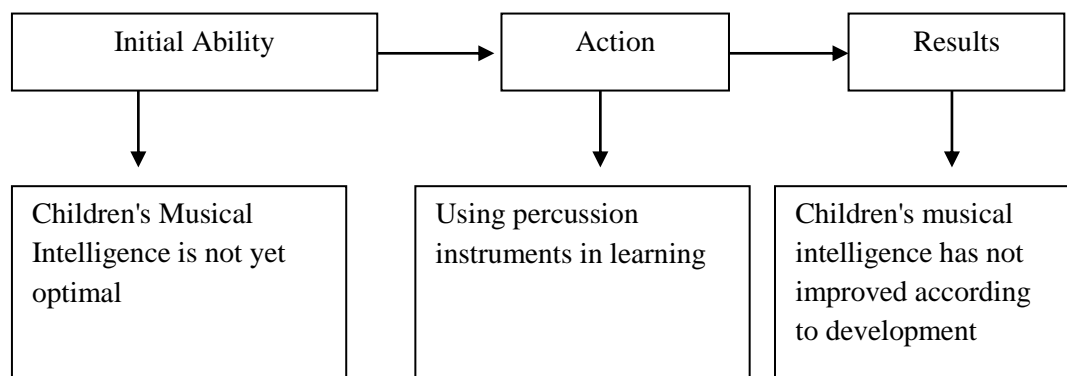 Initial Ability
Action
Results
Children's Musical
Intelligence is not yet
optimal
Using percussion
instruments in learning
Children's musical
intelligence has not
improved according
to development